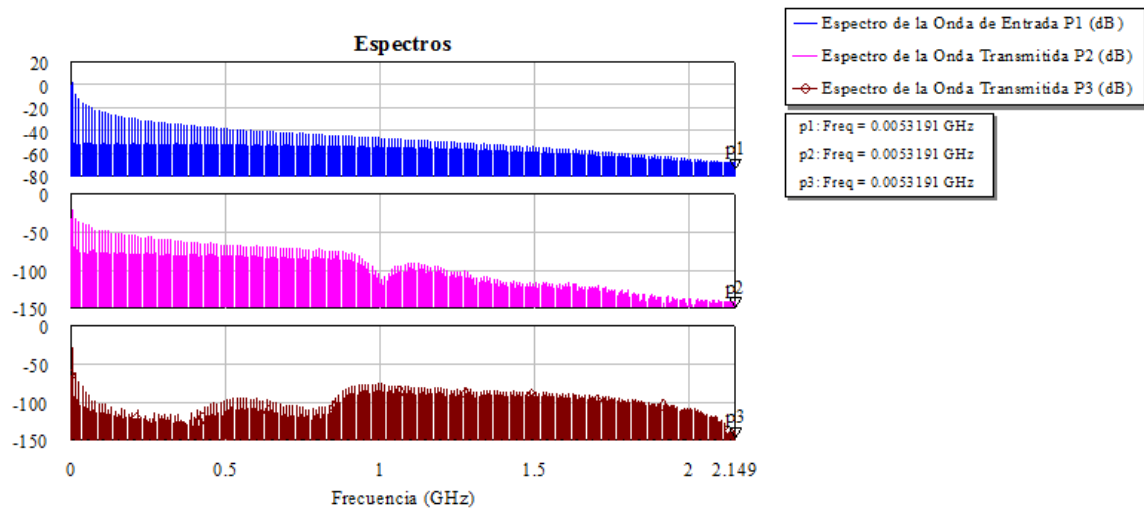 Espectros
Espectro de la Onda de Entrada P1 (dB)
Espectro de la Onda Transmitida P2 (dB)
Espectro de la Onda Transmitida P3 (dB)
p1: Freq = 0.0053191 GHz
p2: Freq = 0.0053191 GHz
p3: Freq = 0.0053191 GHz
20
0
-20
-40
-60
-80
p1
0
-50
-100
-150
p2
0
-50
-100
-150
p3
0 0.5 1 1.5 2 2.149
Frecuencia (GHz)